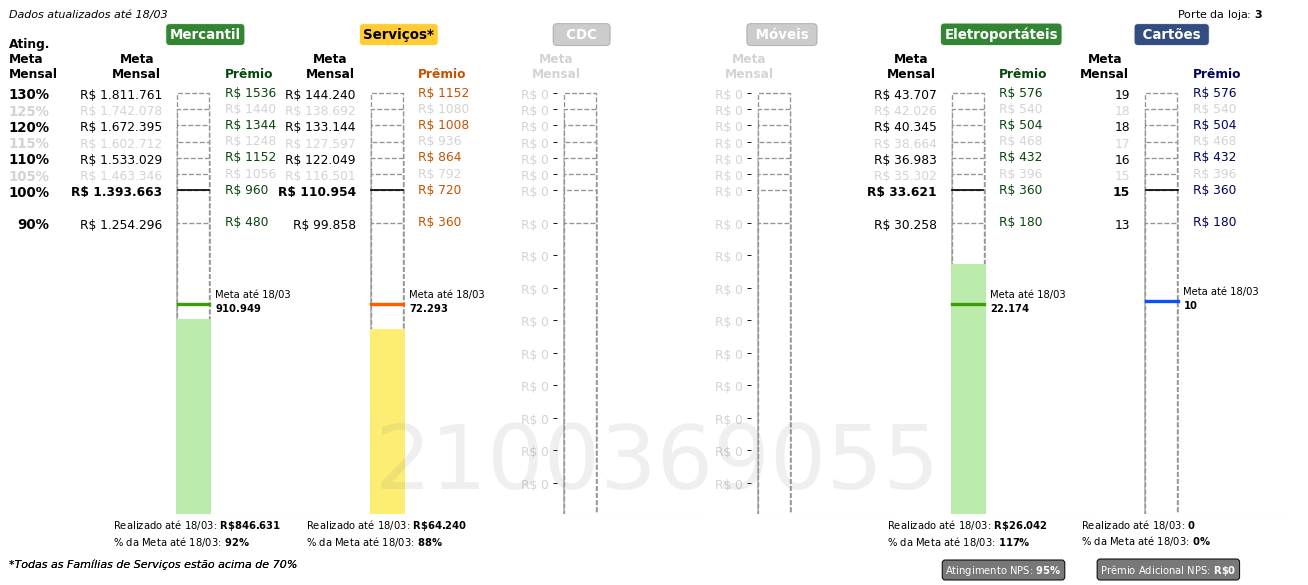 Dados atualizados até 18/03
Porte da loja: 3
Mercantil Serviços* CDC Móveis Eletroportáteis Cartões
Ating.
Meta
Mensal
Meta
Mensal Prêmio Meta
Mensal Prêmio Meta
Mensal Meta
Mensal Meta
Mensal Prêmio Meta
Mensal Prêmio
130% R$ 1.811.761 R$ 1536 R$ 144.240 R$ 1152 R$ 0 R$ 0 R$ 43.707 R$ 576 19 R$ 576
125% R$ 1.742.078 R$ 1440 R$ 138.692 R$ 1080 R$ 0 R$ 0 R$ 42.026 R$ 540 18 R$ 540
120% R$ 1.672.395 R$ 1344 R$ 133.144 R$ 1008 R$ 0 R$ 0 R$ 40.345 R$ 504 18 R$ 504
115% R$ 1.602.712 R$ 1248 R$ 127.597 R$ 936 R$ 0 R$ 0 R$ 38.664 R$ 468 17 R$ 468
110% R$ 1.533.029 R$ 1152 R$ 122.049 R$ 864 R$ 0 R$ 0 R$ 36.983 R$ 432 16 R$ 432
105% R$ 1.463.346 R$ 1056 R$ 116.501 R$ 792 R$ 0 R$ 0 R$ 35.302 R$ 396 15 R$ 396
100% R$ 1.393.663 R$ 960 R$ 110.954 R$ 720 R$ 0 R$ 0 R$ 33.621 R$ 360 15 R$ 360
90% R$ 1.254.296 R$ 480 R$ 99.858 R$ 360 R$ 0 R$ 0 R$ 30.258 R$ 180 13 R$ 180
R$ 0 R$ 0
R$ 0 R$ 0
Meta até 18/03 Meta até 18/03 Meta até 18/03 Meta até 18/03
910.949 72.293 22.174 10
R$ 0 R$ 0
R$ 0 R$ 0
R$ 0 R$ 0
R$ 0 R$ 0
R$ 0 R$ 0
R$ 0 R$ 0
2100369055
Realizado até 18/03: R$846.631 Realizado até 18/03: R$64.240 Realizado até 18/03: R$26.042 Realizado até 18/03: 0
% da Meta até 18/03: 92% % da Meta até 18/03: 88% % da Meta até 18/03: 117% % da Meta até 18/03: 0%
*Todas as Famílias de Serviços estão acima de 70%
Atingimento NPS: 95% Prêmio Adicional NPS: R$0